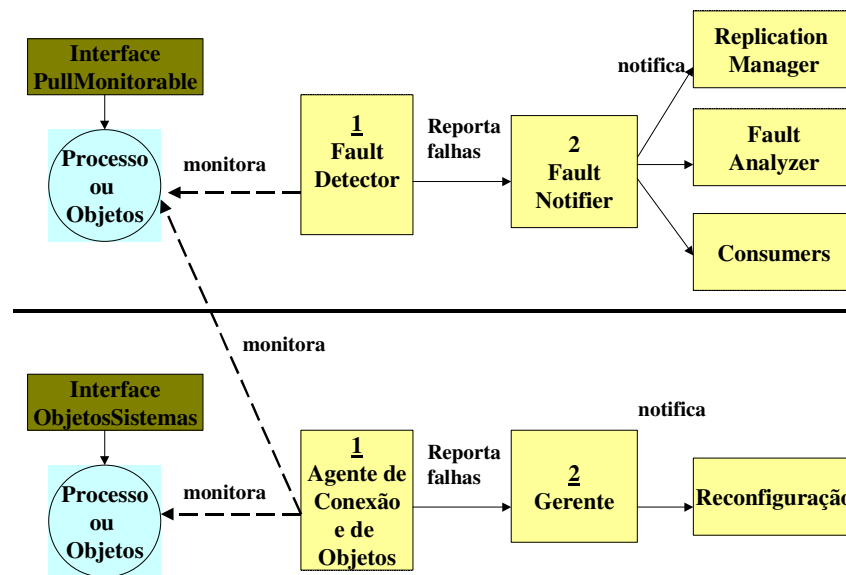 Interface
PullMonitorable
Processo
ou
Objetos
monitora
1
Fault
Detector
Reporta
falhas
2
Fault
Notifier
notifica
Replication
Manager
Fault
Analyzer
Consumers
monitora
Interface
ObjetosSistemas
Processo
ou
Objetos
monitora
1
Agente de
Conexão
e de
Objetos
Reporta
falhas
2
Gerente
notifica
Reconfiguração